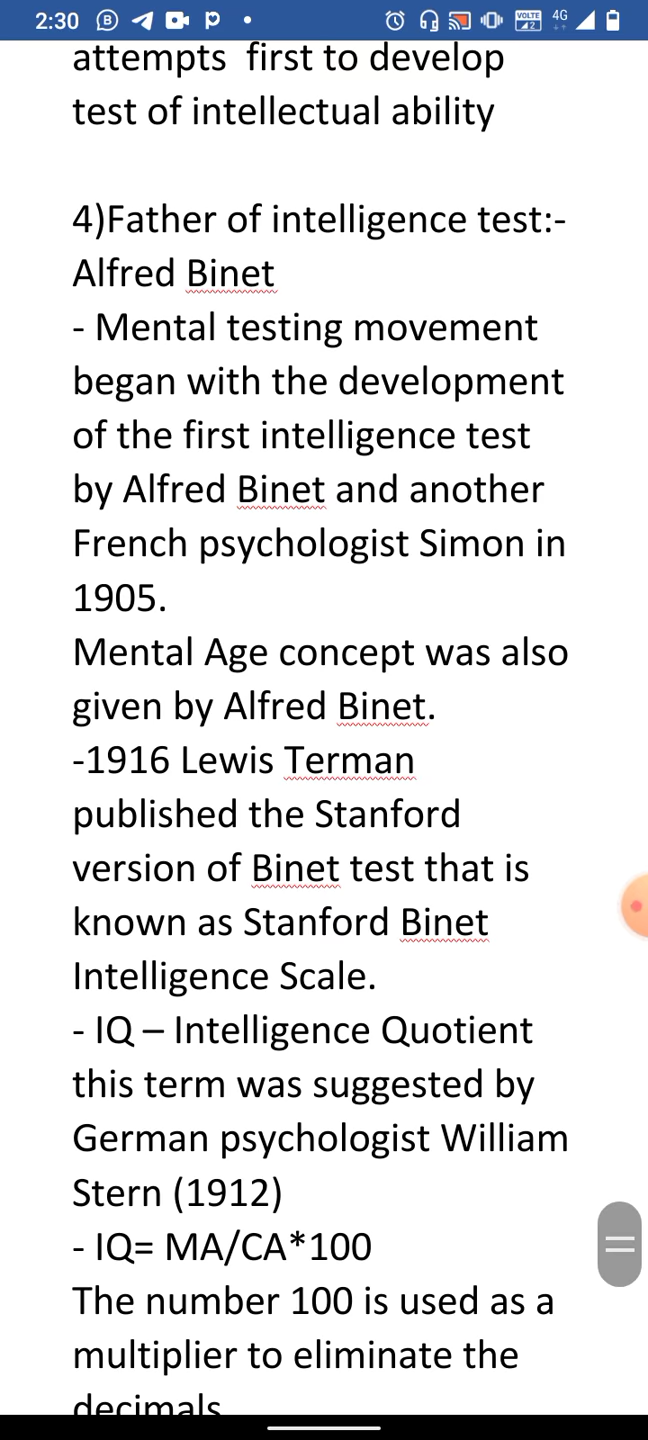 2:30
VOLTE
2
4G
attempts  first to develop
test of intellectual ability
4)Father of intelligence test:-
Alfred Binet
- Mental testing movement
began with the development
of the first intelligence test
by Alfred Binet and another
French psychologist Simon in
1905.
Mental Age concept was also
given by Alfred Binet.
-1916 Lewis Terman
published the Stanford
version of Binet test that is
known as Stanford Binet
Intelligence Scale.
- IQ – Intelligence Quotient
this term was suggested by
German psychologist William
Stern (1912)
- IQ= MA/CA*100
The number 100 is used as a
multiplier to eliminate the
decimals